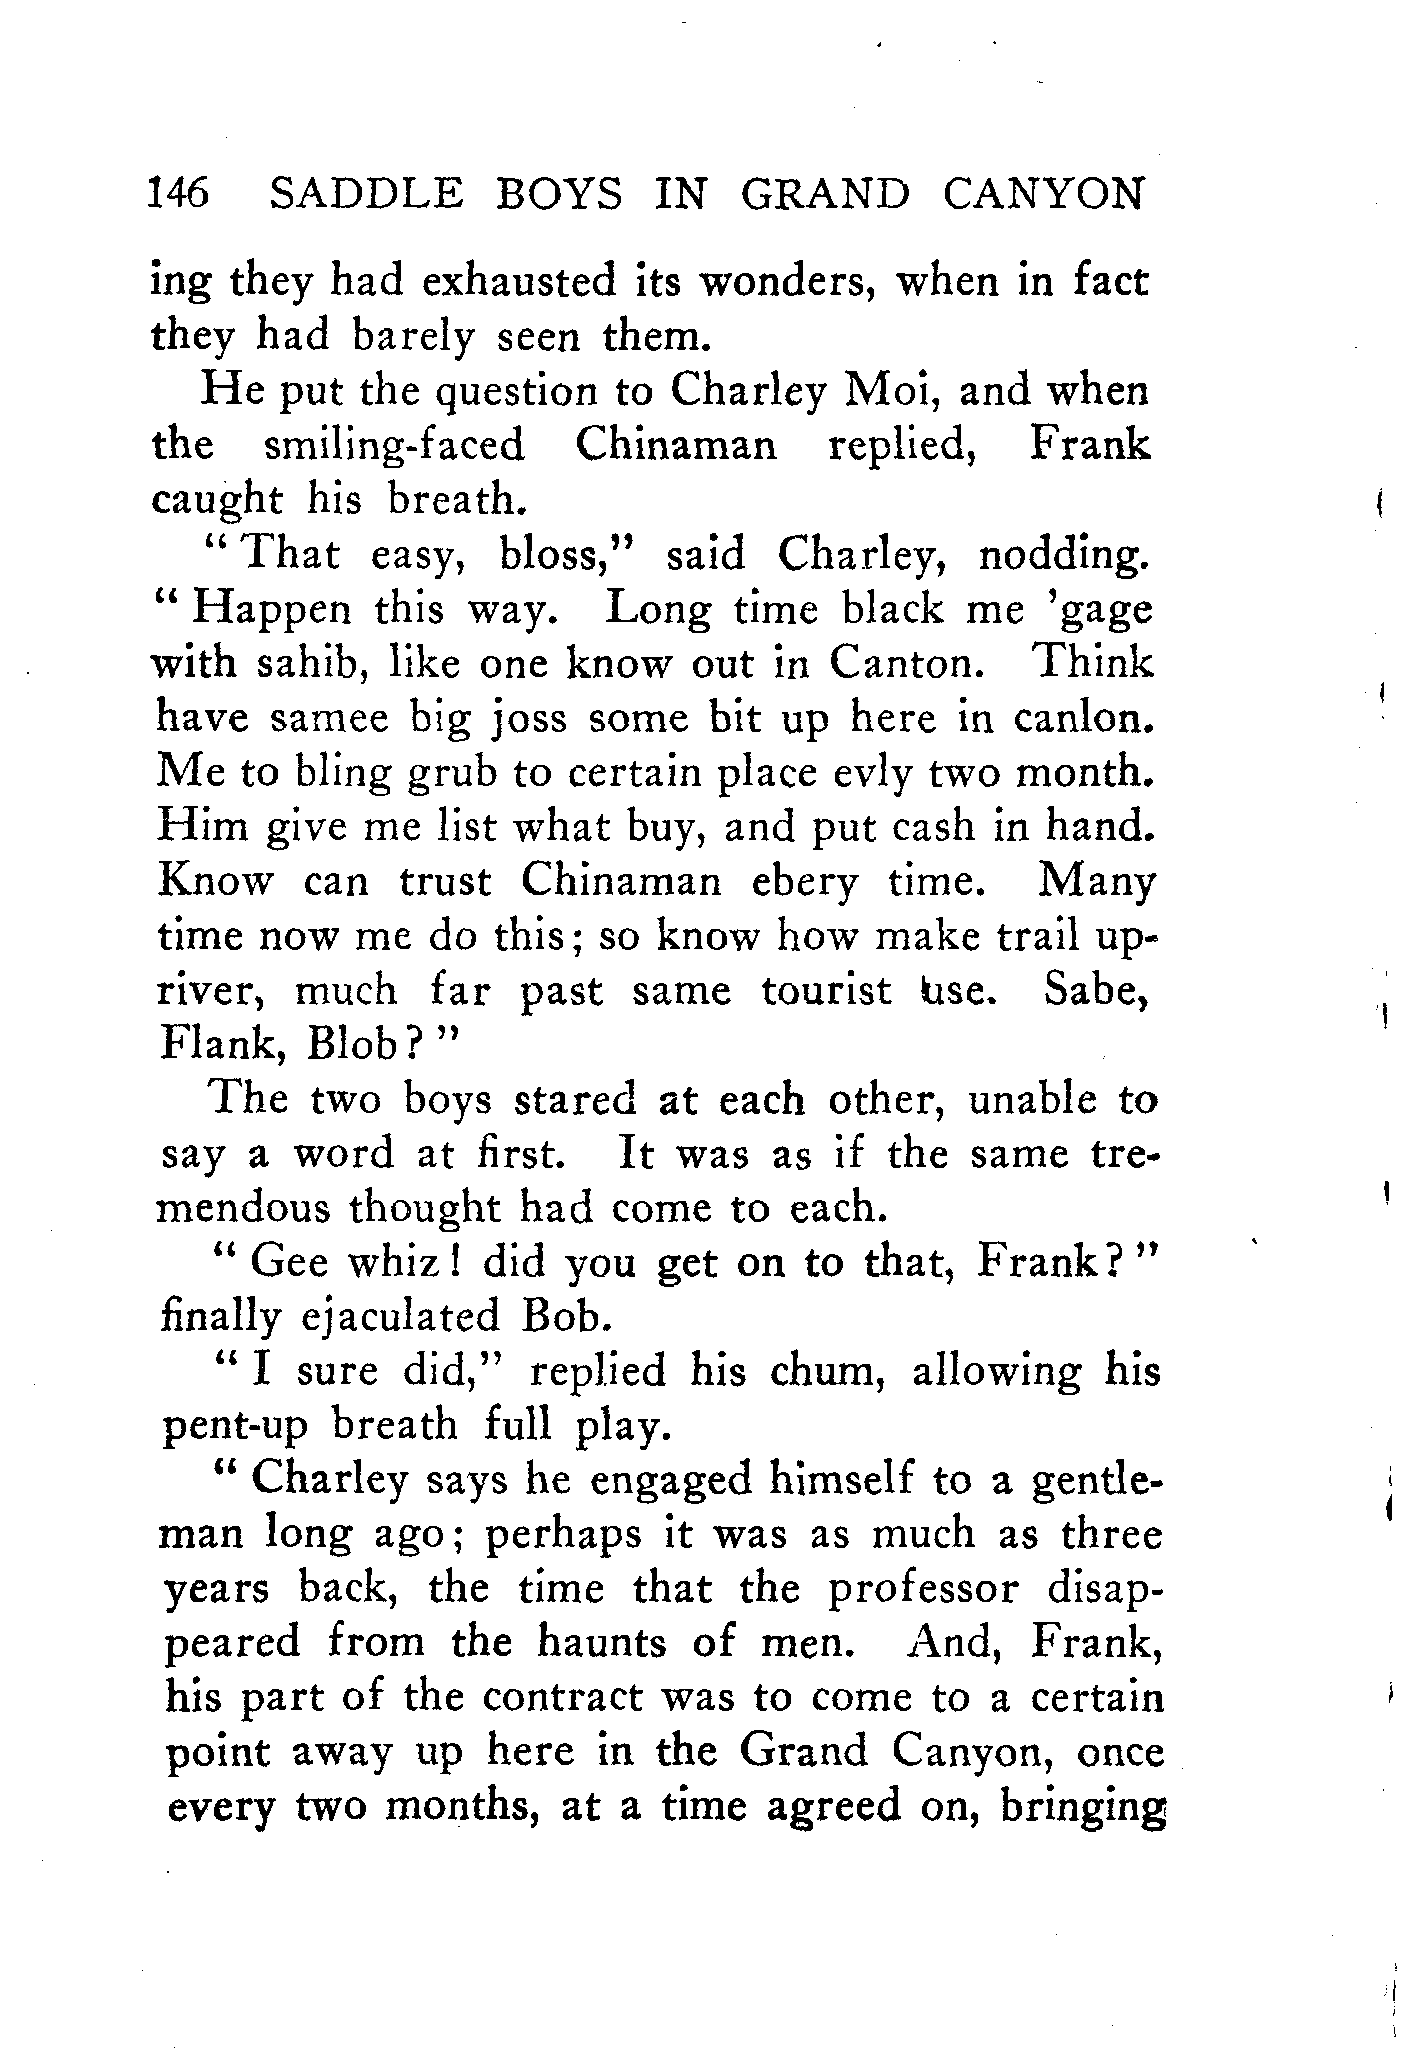 146 SADDLE BOYS IN GRAND CANYON
ing they had exhausted its wonders, when in fact
they had barely seen them.
He put the question to Charley Moi, and when
the smiling-faced Chinaman replied, Frank
caught his breath.
"That easy, bloss," said Charley, nodding.
"Happen this way. Long time black me 'gage
with sahib, like one know out in Canton. Think
have samee big joss some bit up here in canlon.
Me to bling grub to certain place evly two month.
Him give me list what buy, and put cash in hand.
Know can trust Chinaman ebery time. Many
time now me do this; so know how make trail up-
river, much far past same tourist use. Sabe,
Flank, Blob?"
The two boys stared at each other, unable to
say a word at first. It was as if the same tre-
mendous thought had come to each.
"Gee whiz! did you get on to that, Frank?"
finally ejaculated Bob.
"I sure did," replied his chum, allowing his
pent-up breath full play.
"Charley says he engaged himself to a gentle-
man long ago; perhaps it was as much as three
years back, the time that the professor disap-
peared from the haunts of men. And, Frank,
his part of the contract was to come to a certain
point away up here in the Grand Canyon, once
every two months, at a time agreed on, bringing